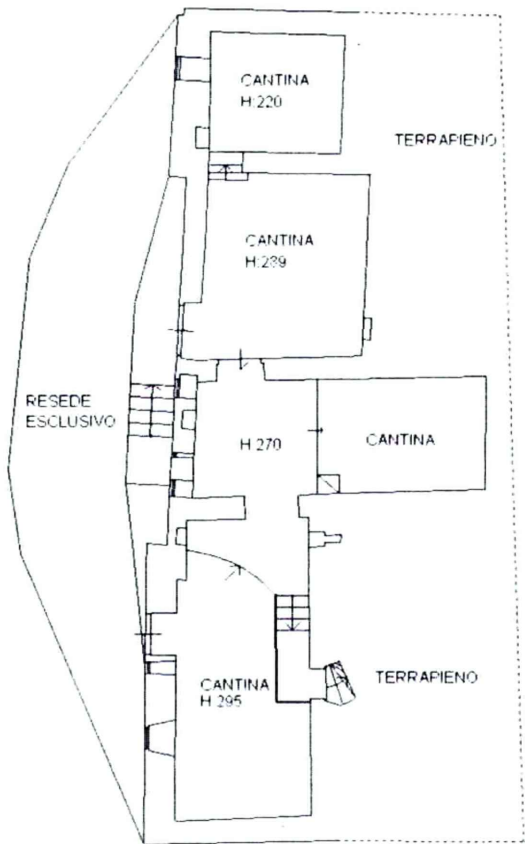 CANTINA
H:220
TERRAPIENO
CANTINA
H:289
RESEDE
ESCLUSIVO
H 270
CANTINA
CANTINA
H 295
TERRAPIENO